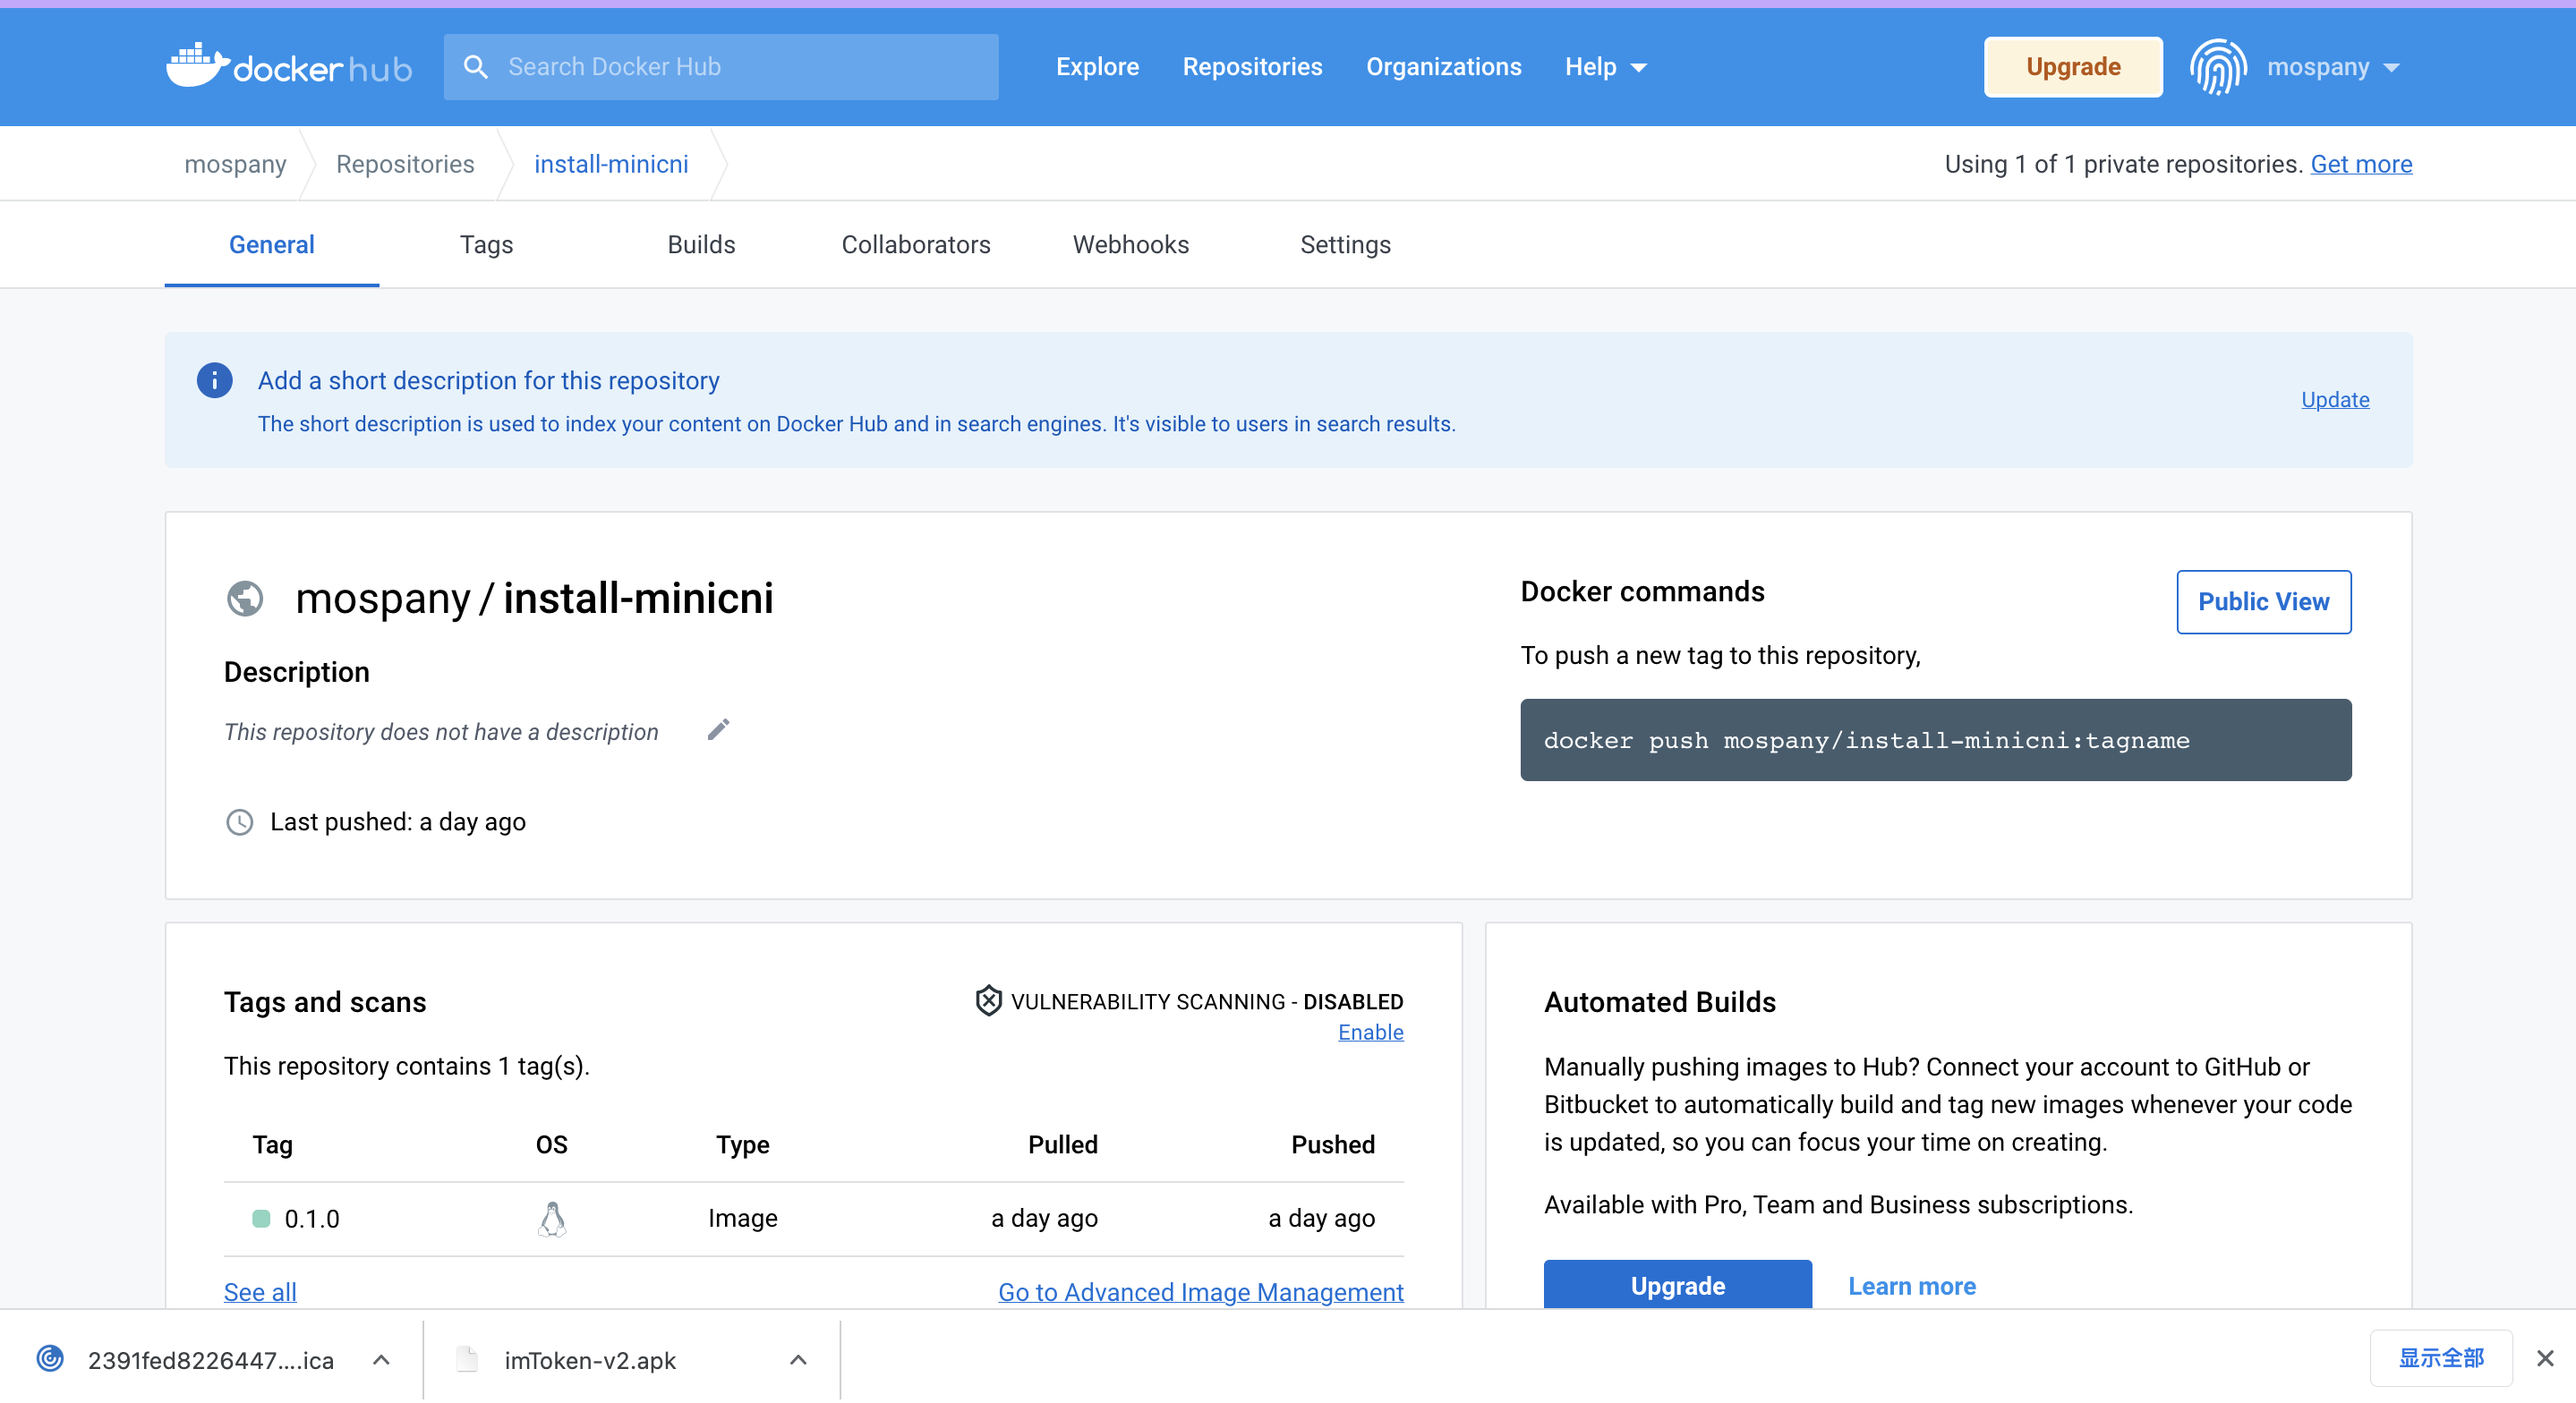 docker hub
Search Docker Hub
Explore
Repositories
Organizations
Help
Upgrade
mospany
mospany
Repositories
install-minicni
Using 1 of 1 private repositories. Get more
General
Tags
Builds
Collaborators
Webhooks
Settings
Add a short description for this repository
The short description is used to index your content on Docker Hub and in search engines. It's visible to users in search results.
Update
mospany / install-minicni
Description
This repository does not have a description
Last pushed: a day ago
Docker commands
Public View
To push a new tag to this repository,
docker push mospany/install-minicni:tagname
Tags and scans
VULNERABILITY SCANNING - DISABLED
Enable
This repository contains 1 tag(s).
Tag OS Type Pulled Pushed
0.1.0 Image a day ago a day ago
See all
Go to Advanced Image Management
Automated Builds
Manually pushing images to Hub? Connect your account to GitHub or
Bitbucket to automatically build and tag new images whenever your code
is updated, so you can focus your time on creating.
Available with Pro, Team and Business subscriptions.
Upgrade
Learn more
2391fed8226447....ica
imToken-v2.apk
显示全部